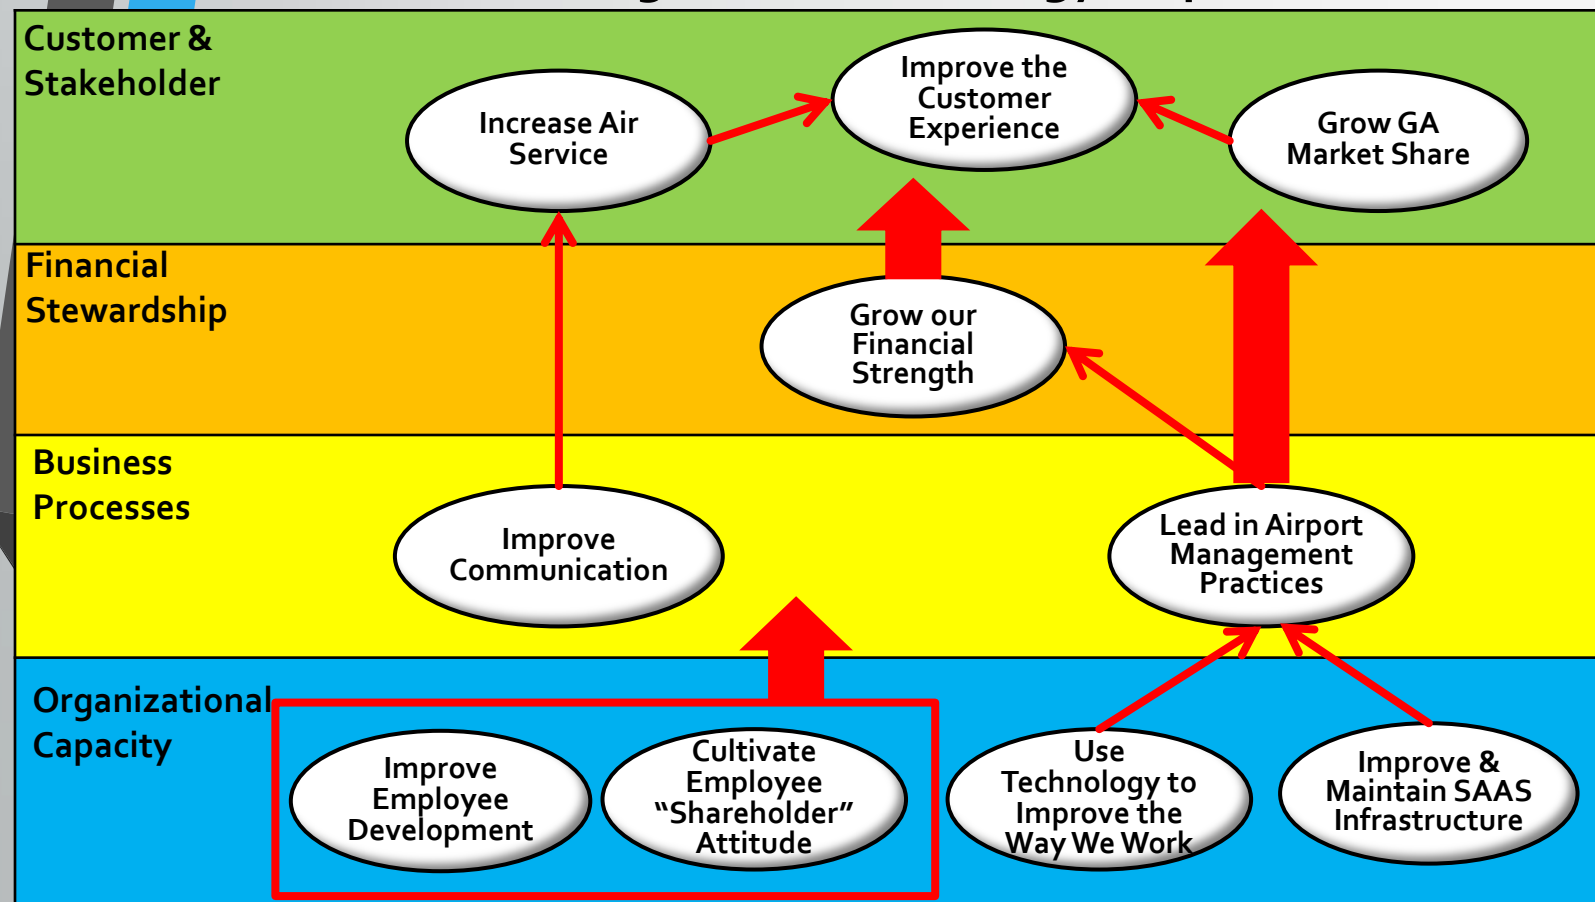 Customer &
Stakeholder
Improve the
Customer
Experience
Increase Air
Service
Grow GA
Market Share
Financial
Stewardship
Grow our
Financial
Strength
Business
Processes
Improve
Communication
Lead in Airport
Management
Practices
Organizational
Capacity
Improve
Employee
Development
Cultivate
Employee
“Shareholder”
Attitude
Use
Technology to
Improve the
Way We Work
Improve &
Maintain SAAS
Infrastructure